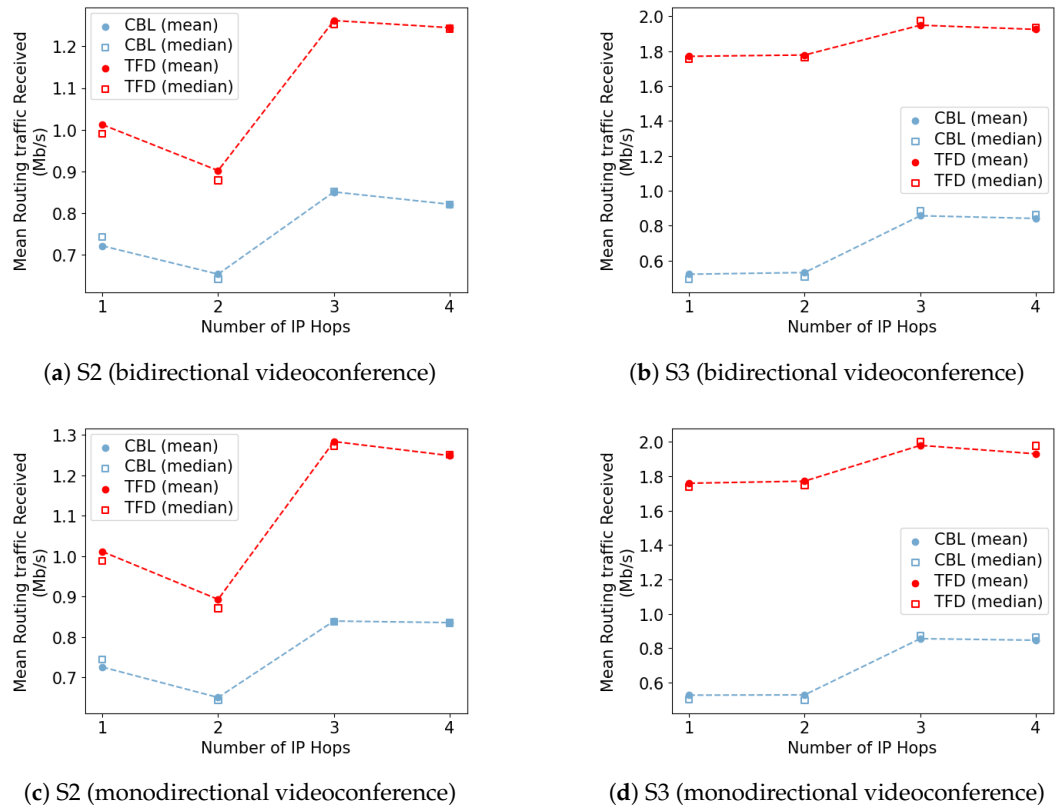 CBL (mean)
CBL (median)
TFD (mean)
TFD (median)
Mean Routing traffic Received
(Mb/s)
1.2
1.1
1.0
0.9
0.8
0.7
1 2 3 4
Number of IP Hops
(a) S2 (bidirectional videoconference)
CBL (mean)
CBL (median)
TFD (mean)
TFD (median)
Mean Routing traffic Received
(Mb/s)
2.0
1.8
1.6
1.4
1.2
1.0
0.8
0.6
1 2 3 4
Number of IP Hops
(b) S3 (bidirectional videoconference)
CBL (mean)
CBL (median)
TFD (mean)
TFD (median)
Mean Routing traffic Received
(Mb/s)
1.3
1.2
1.1
1.0
0.9
0.8
0.7
1 2 3 4
Number of IP Hops
(c) S2 (monodirectional videoconference)
CBL (mean)
CBL (median)
TFD (mean)
TFD (median)
Mean Routing traffic Received
(Mb/s)
2.0
1.8
1.6
1.4
1.2
1.0
0.8
0.6
1 2 3 4
Number of IP Hops
(d) S3 (monodirectional videoconference)